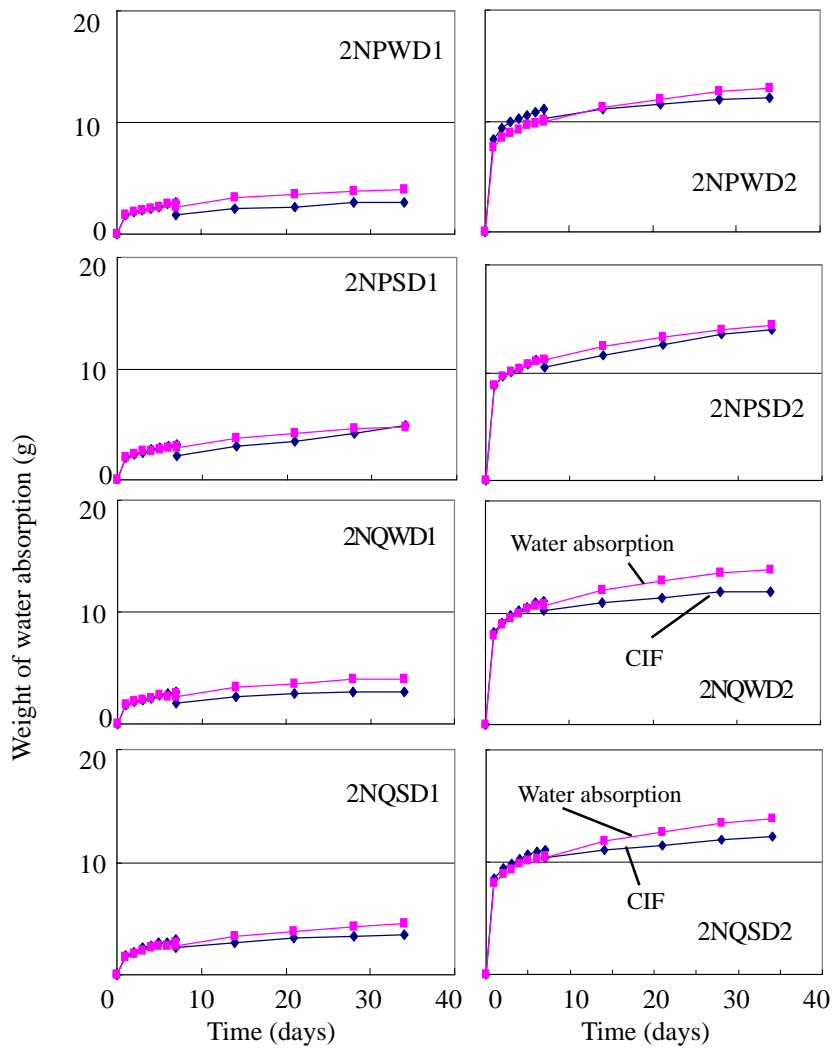 20
2NPWD1
10
0
2NPWD2
20
2NPSD1
10
0
2NPSD2
20
2NQWD1
10
0
Water absorption
CIF
2NQWD2
20
2NQSD1
10
Water absorption
CIF
2NQSD2
0 10 20 30 40
Time (days)
0 10 20 30 40
Time (days)
Weight of water absorption (g)